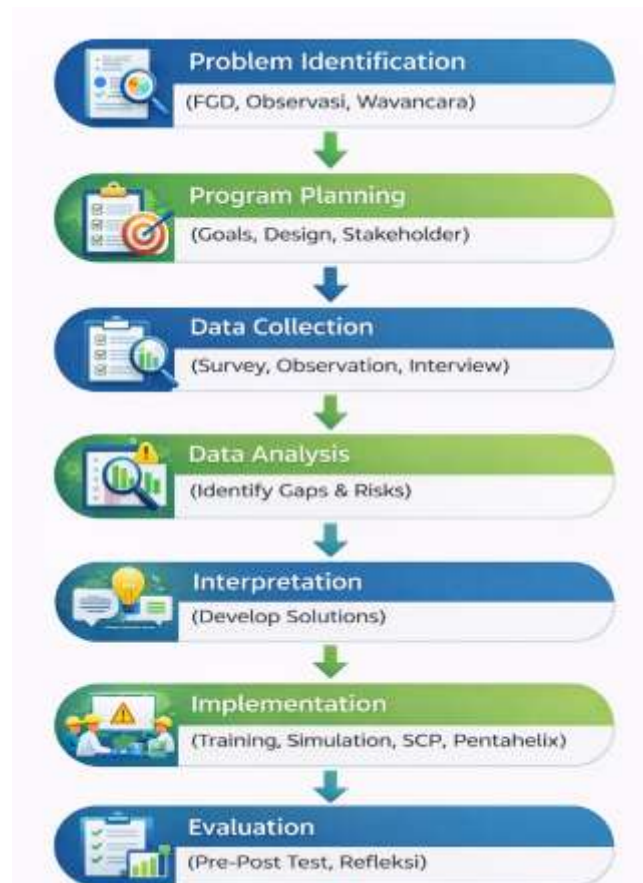 Problem Identification
(FGD, Observasi, Wavancara)
Program Planning
(Goals, Design, Stakeholder)
Data Collection
(Survey, Observation, Interview)
Data Analysis
(Identify Gaps & Risks)
Interpretation
(Develop Solutions)
Implementation
(Training, Simulation, SCP, Pentahelix)
Evaluation
(Pre-Post Test, Refleksi)